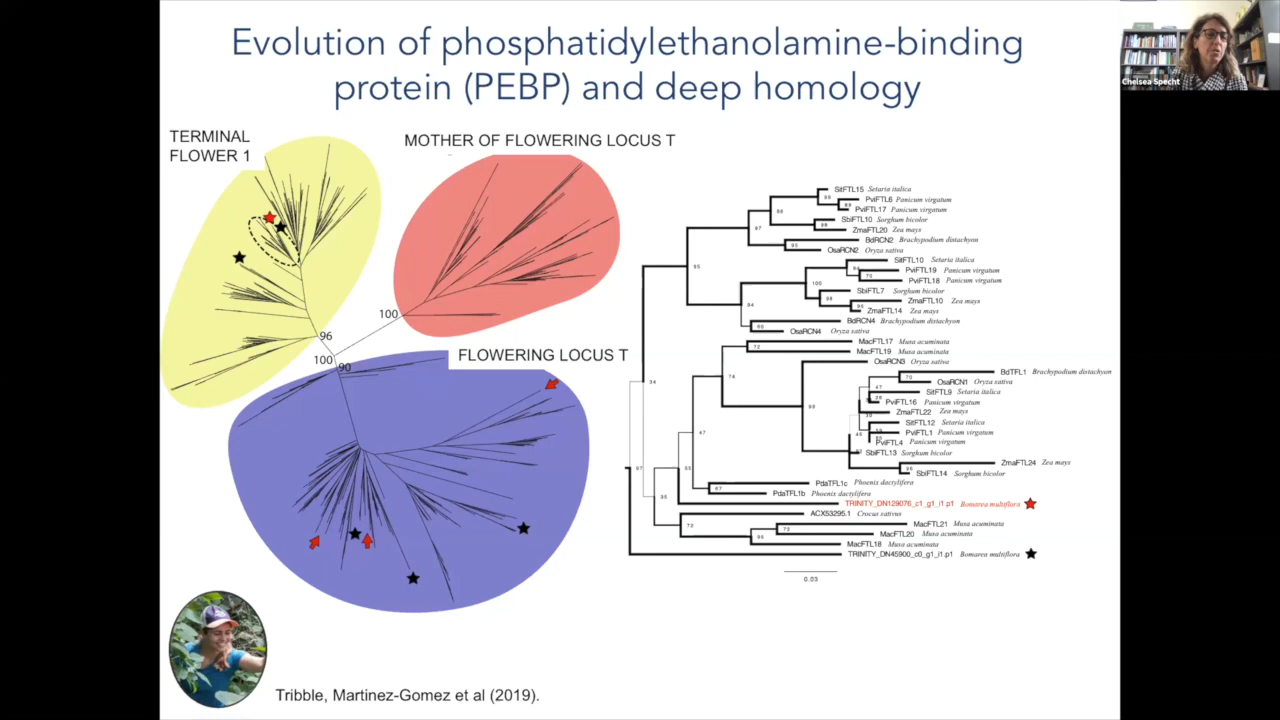 Evolution of phosphatidylethanolamine-binding
protein (PEBP) and deep homology
Chelsea Specht
TERMINAL
FLOWER 1
MOTHER OF FLOWERING LOCUS T
FLOWERING LOCUS T
100
96
100
90
SitFTL15 Setaria italica
PviFTL6 Panicum virgatum
PviFTL17 Panicum virgatum
SbiFTL10 Sorghum bicolor
ZmaFTL20 Zea mays
BdRCN2 Brachypodium distachyon
OsaRCN2 Oryza sativa
SitFTL10 Setaria italica
PviFTL19 Panicum virgatum
PviFTL18 Panicum virgatum
SbiFTL7 Sorghum bicolor
ZmaFTL10 Zea mays
ZmaFTL14 Zea mays
BdRCN4 Brachypodium distachyon
OsaRCN4 Oryza sativa
MacFTL17 Musa acuminata
MacFTL19 Musa acuminata
OsaRCN3 Oryza sativa
BdTFL1 Brachypodium distachyon
OsaRCN1 Oryza sativa
SitFTL9 Setaria italica
PviFTL16 Panicum virgatum
ZmaFTL22 Zea mays
SitFTL12 Setaria italica
PviFTL1 Panicum virgatum
PviFTL4 Panicum virgatum
SbiFTL13 Sorghum bicolor
ZmaFTL24 Zea mays
SbiFTL14 Sorghum bicolor
PdaTFL1c Phoenix dactylifera
PdaTFL1b Phoenix dactylifera
TRINITY_DN129076_c1_g1_i1.p1 Bomarea multiflora
ACX53295.1 Crocus sativus
MacFTL21 Musa acuminata
MacFTL20 Musa acuminata
MacFTL18 Musa acuminata
TRINITY_DN45900_c0_g1_i1.p1 Bomarea multiflora
0.03
Tribble, Martinez-Gomez et al (2019).